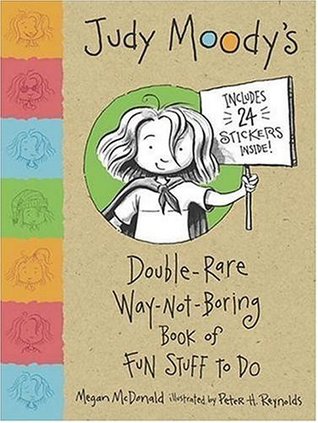 Judy Moody's
INCLUDES
24
STICKERS
INSIDE!
Double-Rare
Way-Not-Boring
Book of
Fun Stuff to Do
Megan McDonald illustrated by Peter H. Reynolds